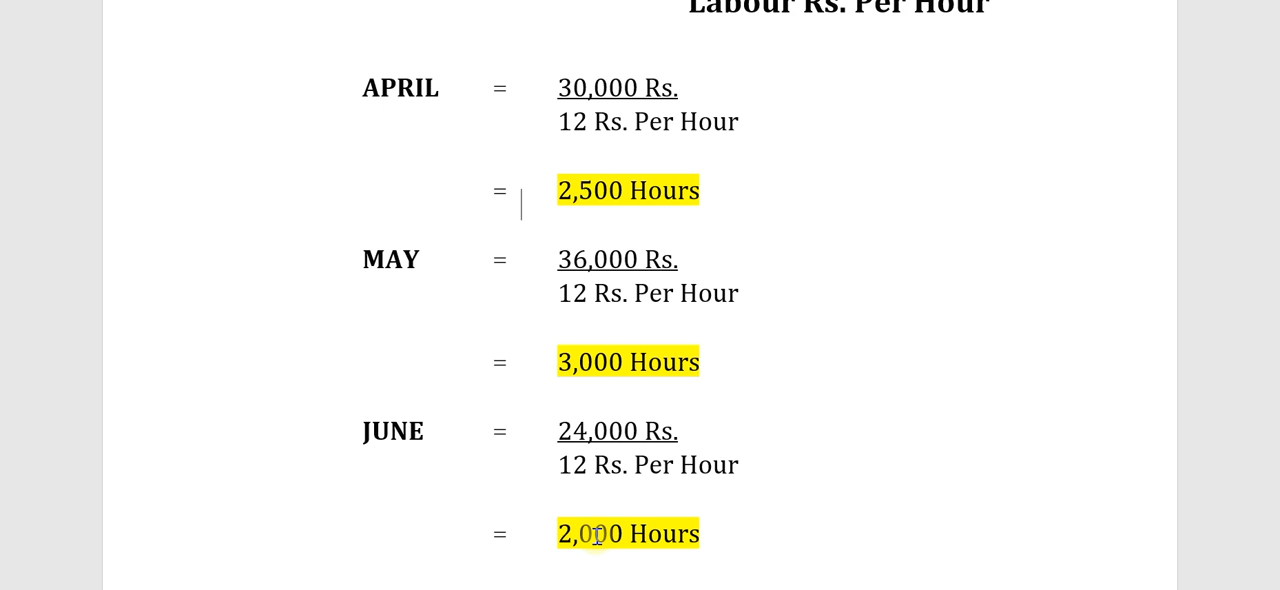 Labour Rs. Per Hour
APRIL = 30,000 Rs.
12 Rs. Per Hour
= 2,500 Hours
MAY = 36,000 Rs.
12 Rs. Per Hour
= 3,000 Hours
JUNE = 24,000 Rs.
12 Rs. Per Hour
= 2,000 Hours